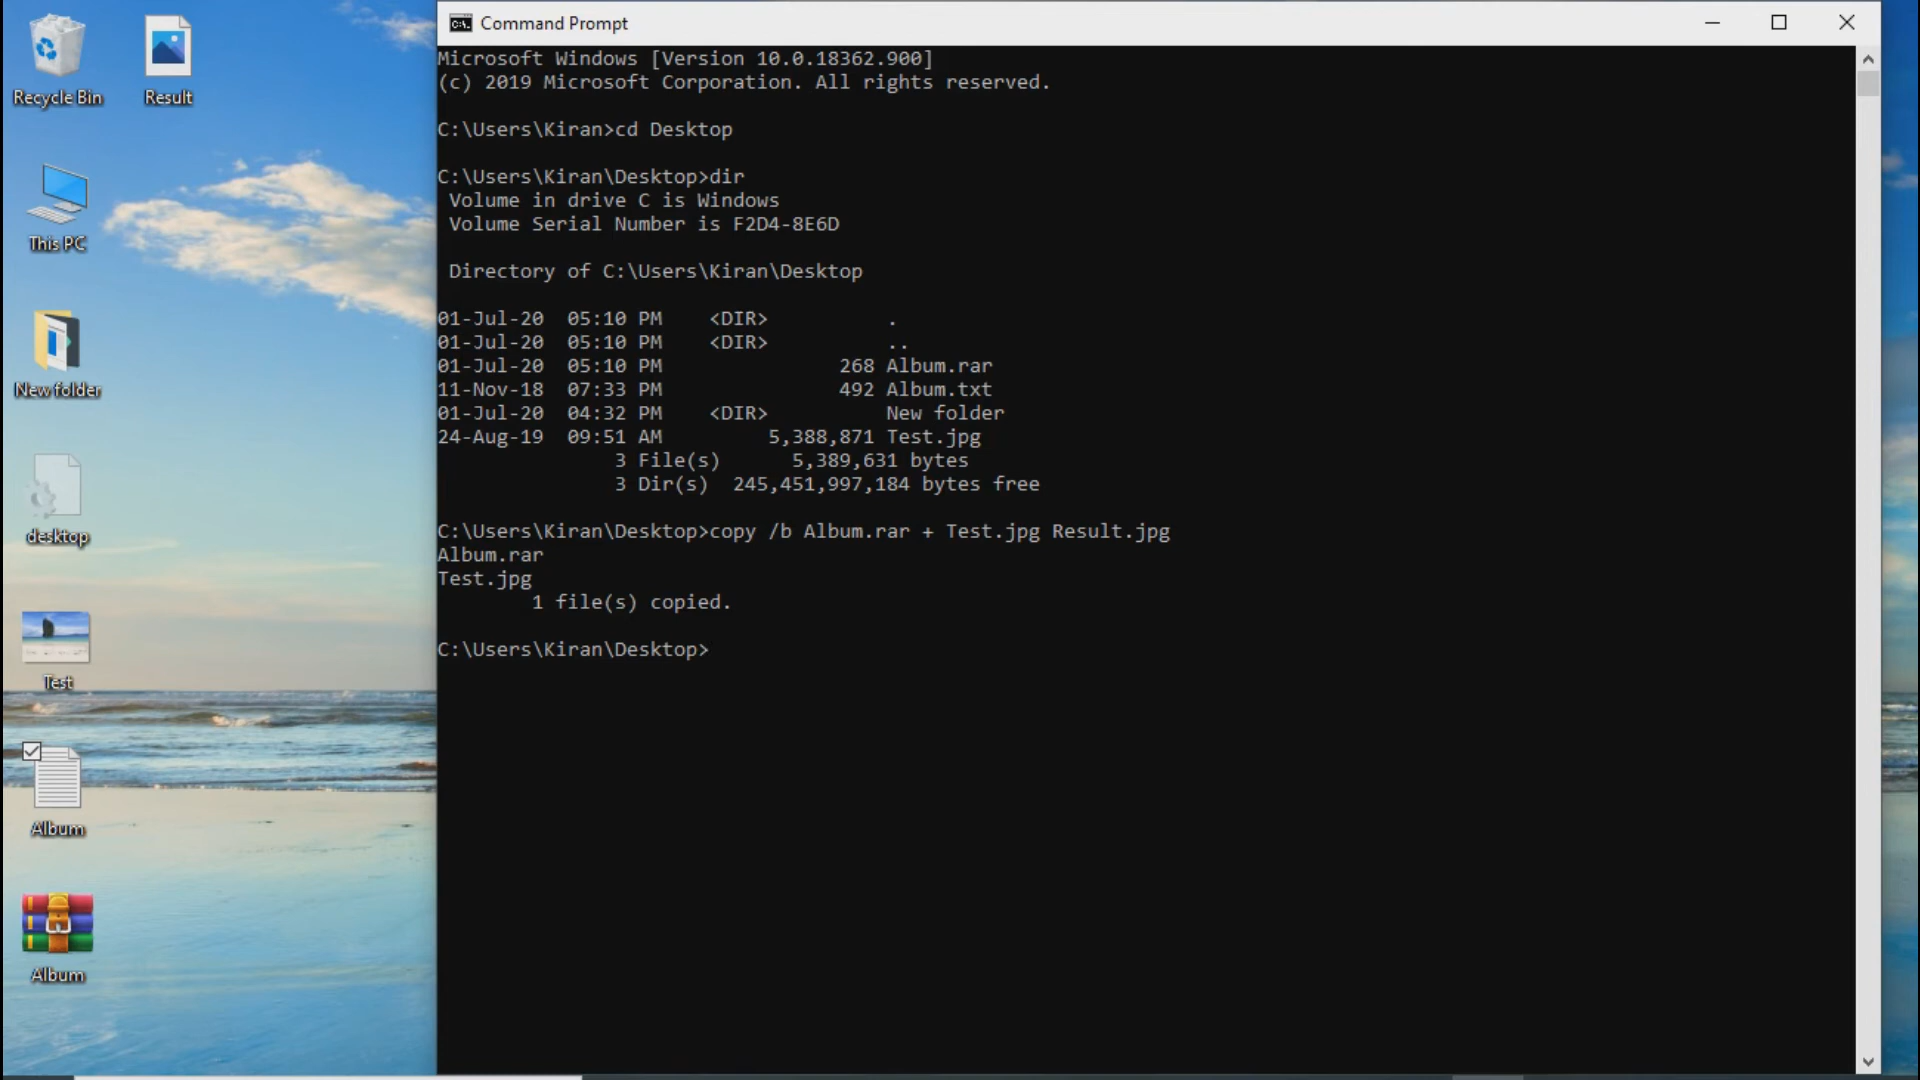 Recycle Bin
Result
This PC
New folder
desktop
Test
Album
Album
Command Prompt
Microsoft Windows [Version 10.0.18362.900]
(c) 2019 Microsoft Corporation. All rights reserved.
C:\Users\Kiran>cd Desktop
C:\Users\Kiran\Desktop>dir
Volume in drive C is Windows
Volume Serial Number is F2D4-8E6D
Directory of C:\Users\Kiran\Desktop
01-Jul-20 05:10 PM <DIR> .
01-Jul-20 05:10 PM <DIR> ..
01-Jul-20 05:10 PM 268 Album.rar
11-Nov-18 07:33 PM 492 Album.txt
01-Jul-20 04:32 PM <DIR> New folder
24-Aug-19 09:51 AM 5,388,871 Test.jpg
3 File(s) 5,389,631 bytes
3 Dir(s) 245,451,997,184 bytes free
C:\Users\Kiran\Desktop>copy /b Album.rar + Test.jpg Result.jpg
Album.rar
Test.jpg
1 file(s) copied.
C:\Users\Kiran\Desktop>